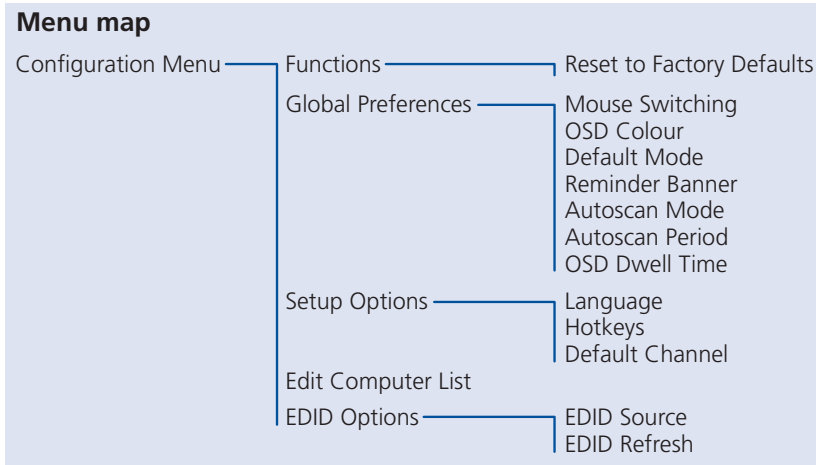 Menu map
Configuration Menu Functions Reset to Factory Defaults
Global Preferences Mouse Switching
OSD Colour
Default Mode
Reminder Banner
Autoscan Mode
Autoscan Period
OSD Dwell Time
Setup Options Language
Hotkeys
Default Channel
Edit Computer List
EDID Options EDID Source
EDID Refresh